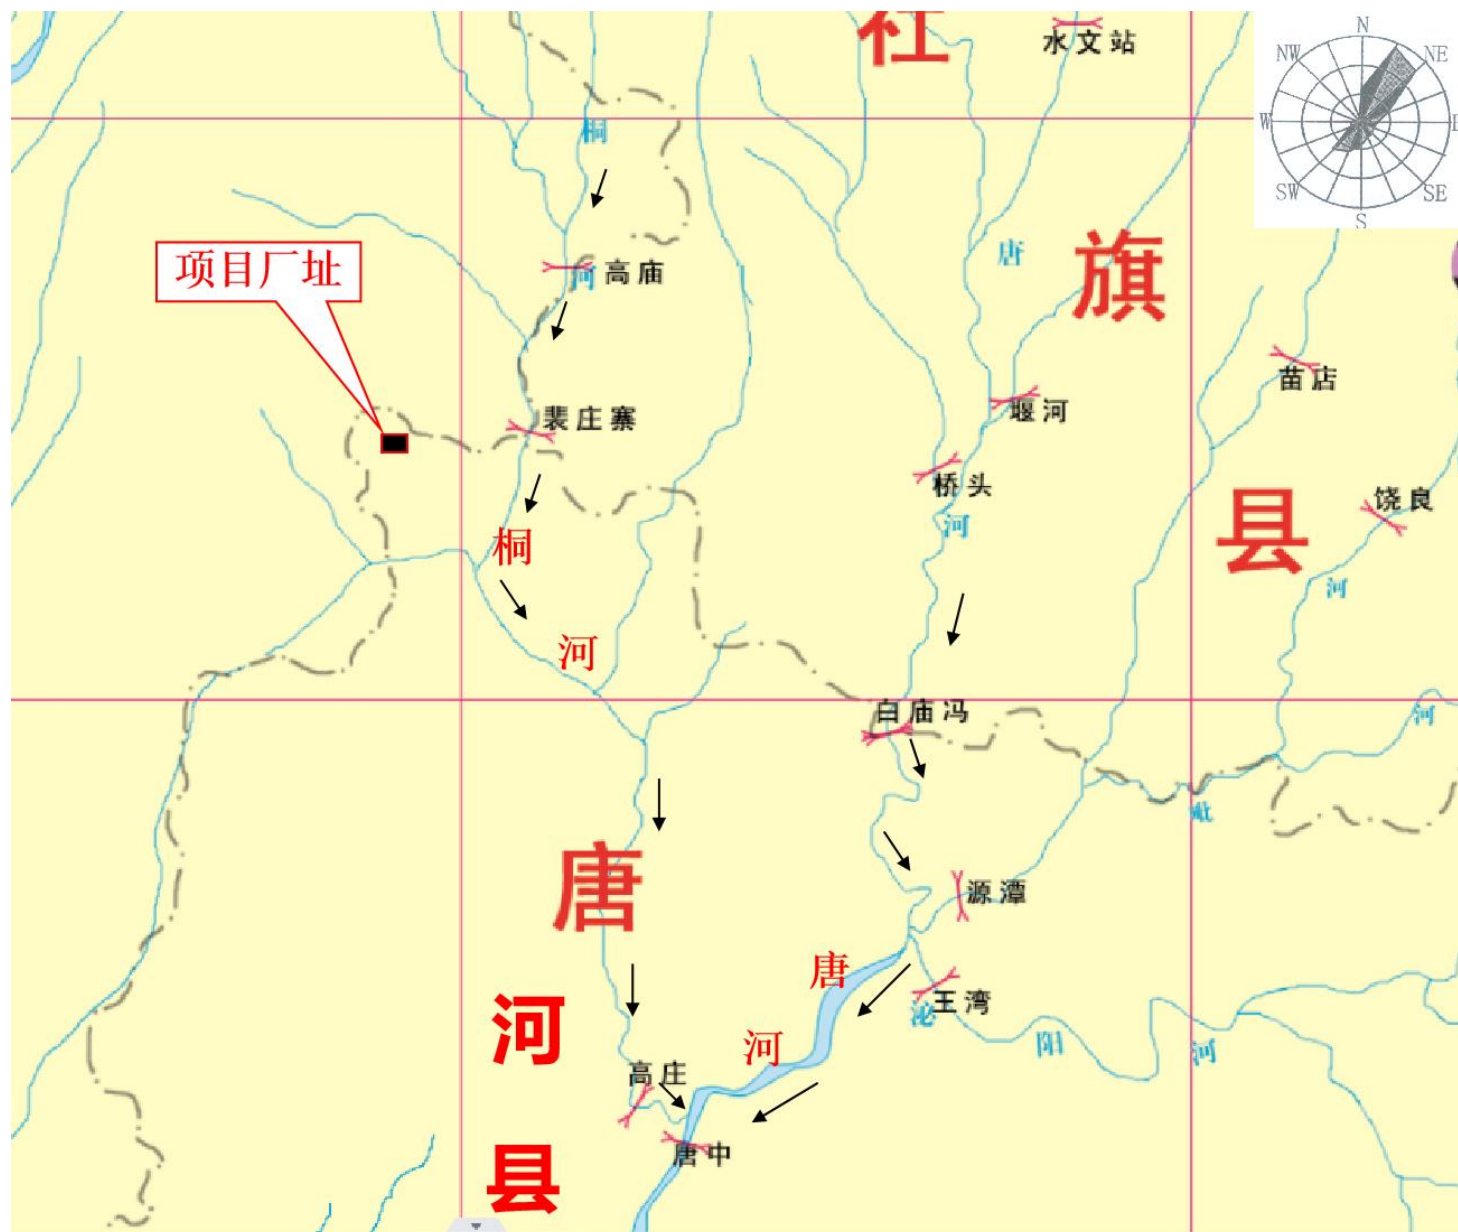 社
水文站
N
NW
NE
W
E
SW
SE
S
桐
项目厂址
河
高庙
唐
旗
苗店
裴庄寨
堰河
桥头
饶良
河
县
桐
河
河
白庙冯
河
毗
唐
源潭
唐
王湾
泌
河
阳
河
河
高庄
唐中
县